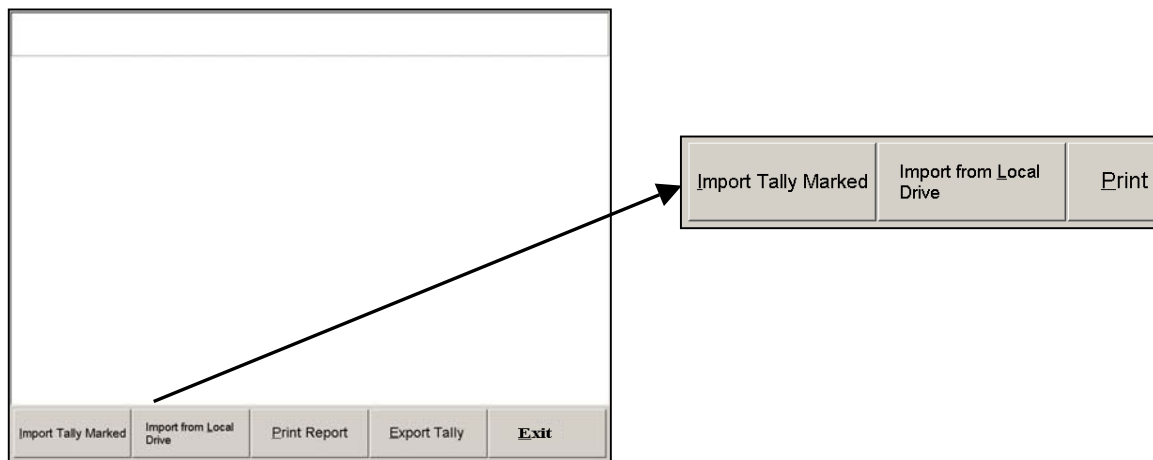 Import Tally Marked
Import from Local
Drive
Print
Import Tally Marked
Import from Local
Drive
Print Report
Export Tally
Exit